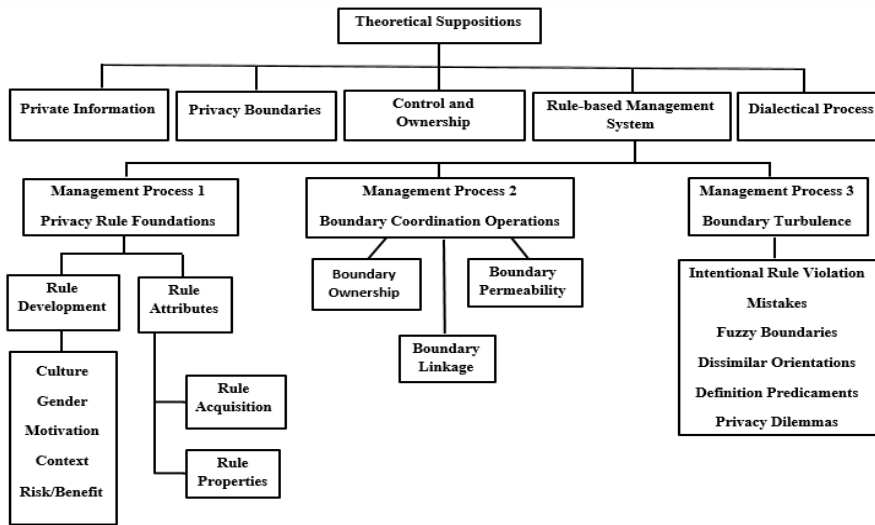 Theoretical Suppositions
Private Information
Privacy Boundaries
Control and
Ownership
Rule-based Management
System
Dialectical Process
Management Process 1
Privacy Rule Foundations
Management Process 2
Boundary Coordination Operations
Management Process 3
Boundary Turbulence
Rule
Development
Rule
Attributes
Boundary
Ownership
Boundary
Permeability
Boundary
Linkage
Intentional Rule Violation
Mistakes
Fuzzy Boundaries
Dissimilar Orientations
Definition Predicaments
Privacy Dilemmas
Culture
Gender
Motivation
Context
Risk/Benefit
Rule
Acquisition
Rule
Properties